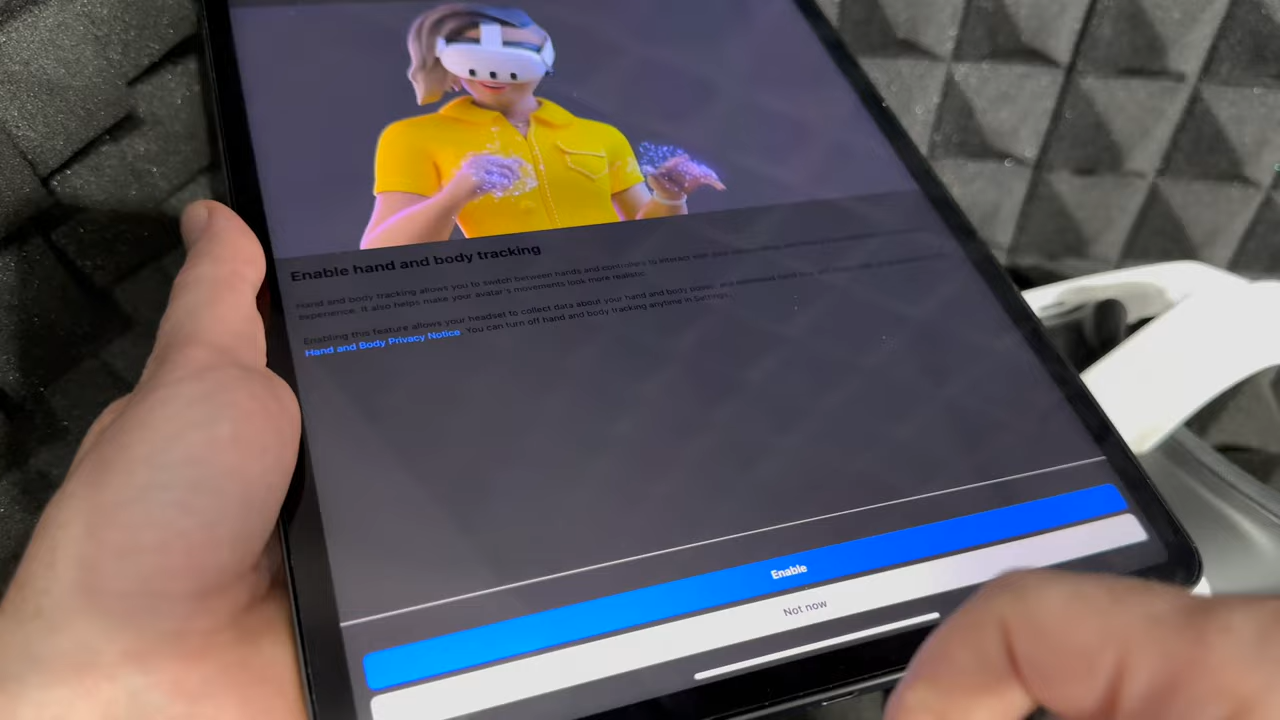 Enable hand and body tracking
Hand and body tracking allows you to switch between hands and controllers to interact with
experience. It also helps make your avatar's movements look more realistic.
Enabling this feature allows your headset to collect data about your hand and body poses,
Hand and Body Privacy Notice. You can turn off hand and body tracking anytime in Settings.
Enable
Not now